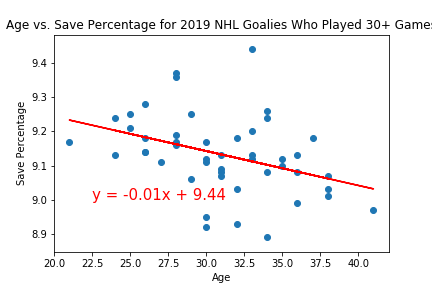 Age vs. Save Percentage for 2019 NHL Goalies Who Played 30+ Games
9.4
9.3
9.2
9.1
9.0
8.9
Save Percentage
y = -0.01x + 9.44
20.0 22.5 25.0 27.5 30.0 32.5 35.0 37.5 40.0
Age